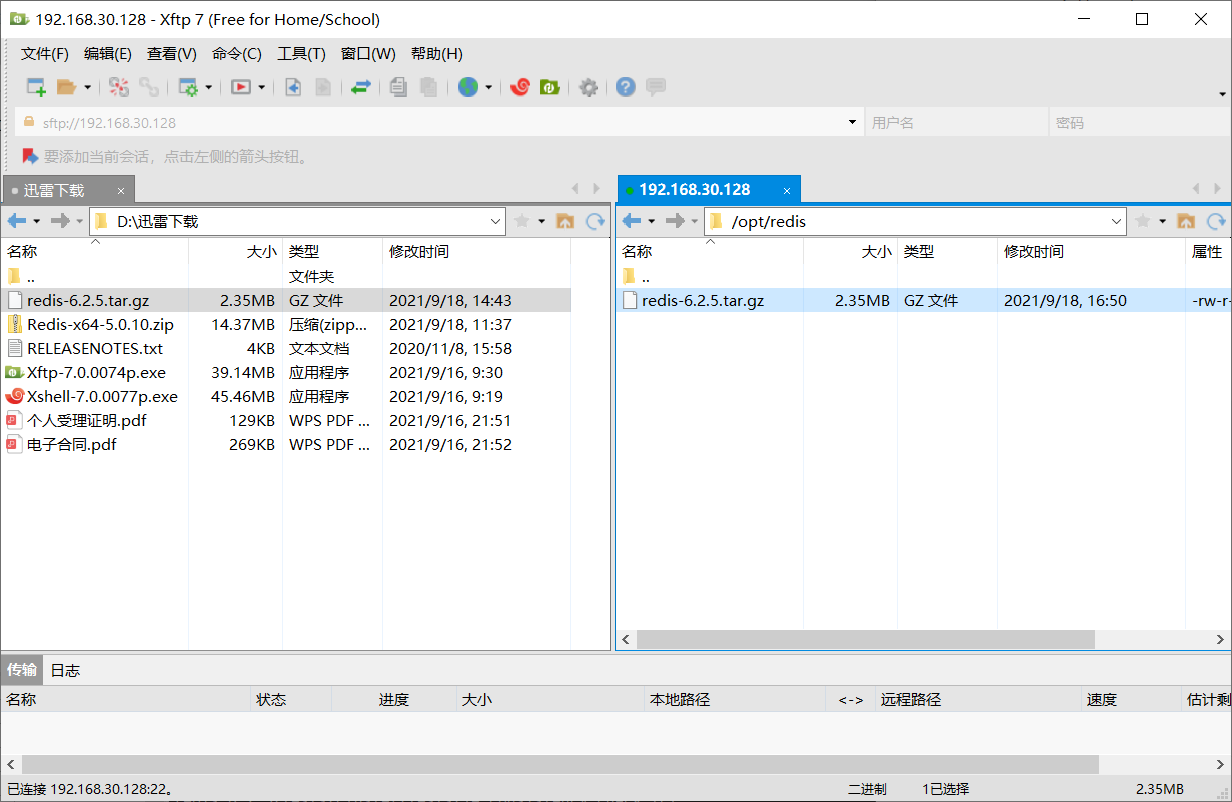 192.168.30.128 - Xftp 7 (Free for Home/School)
文件(F) 编辑(E) 查看(V) 命令(C) 工具(T) 窗口(W) 帮助(H)
sftp://192.168.30.128 用户名 密码
要添加当前会话，点击左侧的箭头按钮。
迅雷下载 × 192.168.30.128 ×
D:\迅雷下载 /opt/redis
名称 大小 类型 修改时间 名称 大小 类型 修改时间 属性
.. 文件夹 ..
redis-6.2.5.tar.gz 2.35MB GZ 文件 2021/9/18, 14:43 redis-6.2.5.tar.gz 2.35MB GZ 文件 2021/9/18, 16:50 -rw-r-
Redis-x64-5.0.10.zip 14.37MB 压缩(zipp... 2021/9/18, 11:37
RELEASENOTES.txt 4KB 文本文档 2020/11/8, 15:58
Xftp-7.0.0074p.exe 39.14MB 应用程序 2021/9/16, 9:30
Xshell-7.0.0077p.exe 45.46MB 应用程序 2021/9/16, 9:19
个人受理证明.pdf 129KB WPS PDF ... 2021/9/16, 21:51
电子合同.pdf 269KB WPS PDF ... 2021/9/16, 21:52
传输 日志
名称 状态 进度 大小 本地路径 <-> 远程路径 速度 估计剩
已连接 192.168.30.128:22。 二进制 1已选择 2.35MB